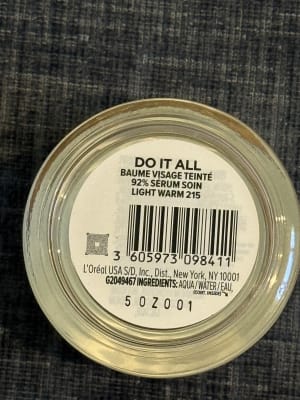 DO IT ALL
BAUME VISAGE TEINTÉ
92% SÉRUM SOIN
LIGHT WARM 215
3 605973 098411
L'Oréal USA S/D, Inc., Dist., New York, NY 10001
G2049467 INGREDIENTS: AQUA / WATER / EAU,
50Z001